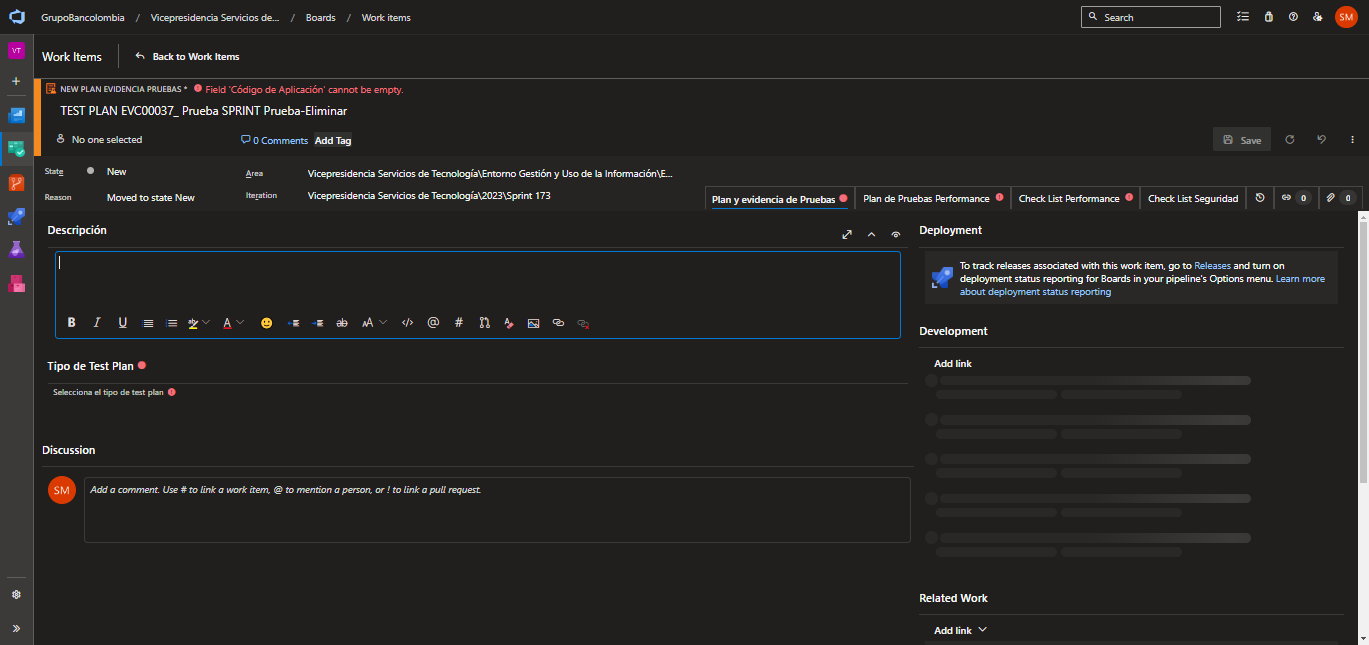 GrupoBancolombia / Vicepresidencia Servicios de... / Boards / Work items
Search
SM
VT
Work Items
Back to Work Items
NEW PLAN EVIDENCIA PRUEBAS * Field 'Código de Aplicación' cannot be empty.
TEST PLAN EVC00037_ Prueba SPRINT Prueba-Eliminar
No one selected
0 Comments
Add Tag
Save
State New
Area Vicepresidencia Servicios de Tecnología\Entorno Gestión y Uso de la Información\E...
Reason Moved to state New
Iteration Vicepresidencia Servicios de Tecnología\2023\Sprint 173
Plan y evidencia de Pruebas
Plan de Pruebas Performance
Check List Performance
Check List Seguridad
0
0
Descripción
B I U ab A ab AA </> @ #
Tipo de Test Plan
Selecciona el tipo de test plan
Discussion
SM
Add a comment. Use # to link a work item, @ to mention a person, or ! to link a pull request.
Deployment
To track releases associated with this work item, go to Releases and turn on
deployment status reporting for Boards in your pipeline's Options menu. Learn more
about deployment status reporting
Development
Add link
Related Work
Add link